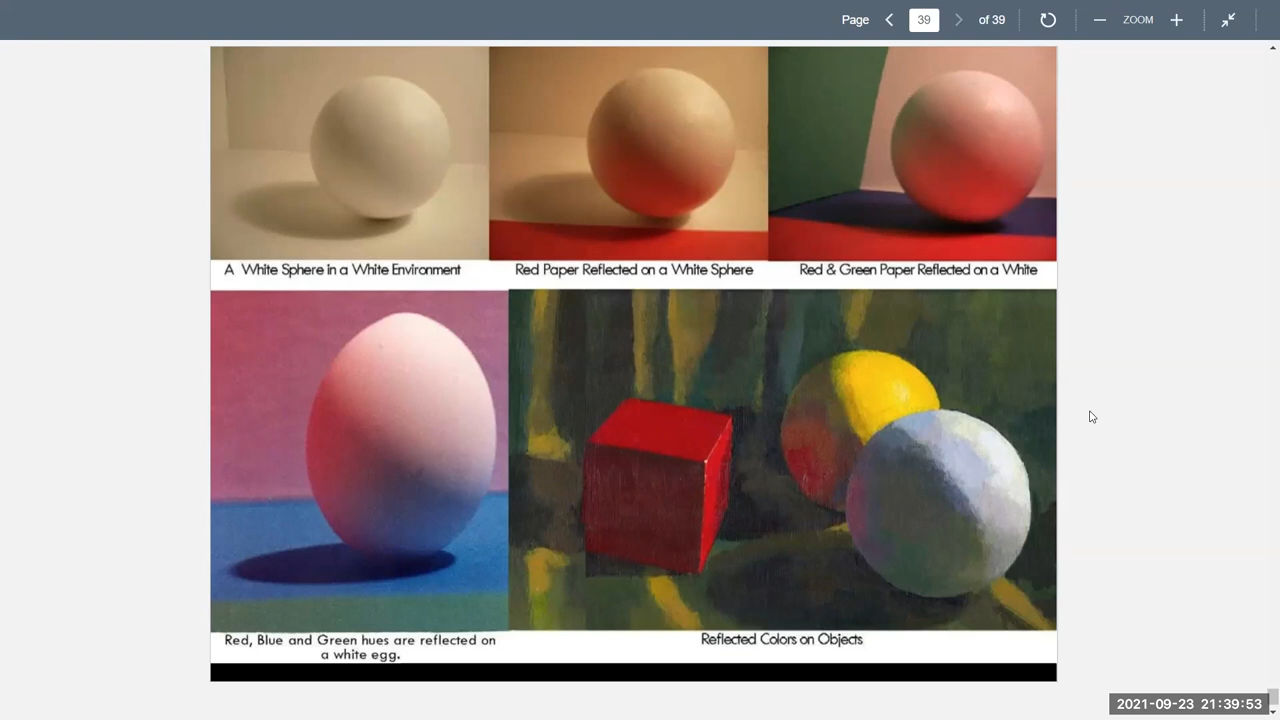 Page 39 of 39 ZOOM
A White Sphere in a White Environment
Red Paper Reflected on a White Sphere
Red & Green Paper Reflected on a White
Red, Blue and Green hues are reflected on
a white egg.
Reflected Colors on Objects
2021-09-23 21:39:53